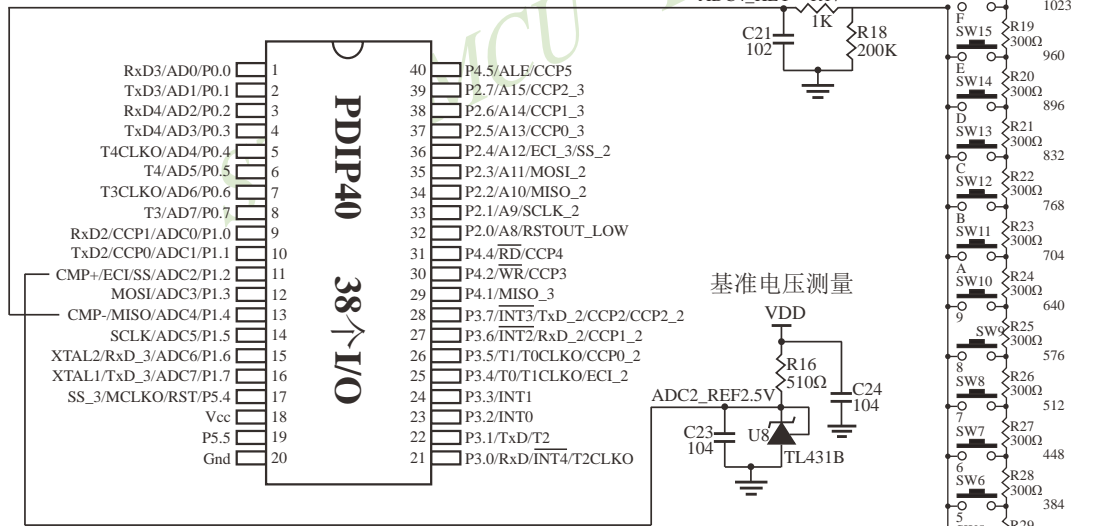 1K
C21
102
R18
200K
MCU
PDIP40
38个I/O
RxD3/AD0/P0.0 1
TxD3/AD1/P0.1 2
RxD4/AD2/P0.2 3
TxD4/AD3/P0.3 4
T4CLKO/AD4/P0.4 5
T4/AD5/P0.5 6
T3CLKO/AD6/P0.6 7
T3/AD7/P0.7 8
RxD2/CCP1/ADC0/P1.0 9
TxD2/CCP0/ADC1/P1.1 10
CMP+/ECI/SS/ADC2/P1.2 11
MOSI/ADC3/P1.3 12
CMP-/MISO/ADC4/P1.4 13
SCLK/ADC5/P1.5 14
XTAL2/RxD_3/ADC6/P1.6 15
XTAL1/TxD_3/ADC7/P1.7 16
SS_3/MCLKO/RST/P5.4 17
Vcc 18
P5.5 19
Gnd 20
40 P4.5/ALE/CCP5
39 P2.7/A15/CCP2_3
38 P2.6/A14/CCP1_3
37 P2.5/A13/CCP0_3
36 P2.4/A12/ECI_3/SS_2
35 P2.3/A11/MOSI_2
34 P2.2/A10/MISO_2
33 P2.1/A9/SCLK_2
32 P2.0/A8/RSTOUT_LOW
31 P4.4/RD/CCP4
30 P4.2/WR/CCP3
29 P4.1/MISO_3
28 P3.7/INT3/TxD_2/CCP2/CCP2_2
27 P3.6/INT2/RxD_2/CCP1_2
26 P3.5/T1/T0CLKO/CCP0_2
25 P3.4/T0/T1CLKO/ECI_2
24 P3.3/INT1
23 P3.2/INT0
22 P3.1/TxD/T2
21 P3.0/RxD/INT4/T2CLKO
基准电压测量
VDD
R16
510Ω
C24
104
ADC2_REF2.5V
C23
104
U8
TL431B
1023
F
SW15
R19
300Ω
960
E
SW14
R20
300Ω
896
D
SW13
R21
300Ω
832
C
SW12
R22
300Ω
768
B
SW11
R23
300Ω
704
A
SW10
R24
300Ω
640
9
SW9
R25
300Ω
576
8
SW8
R26
300Ω
512
7
SW7
R27
300Ω
448
6
SW6
R28
300Ω
384
5
R29